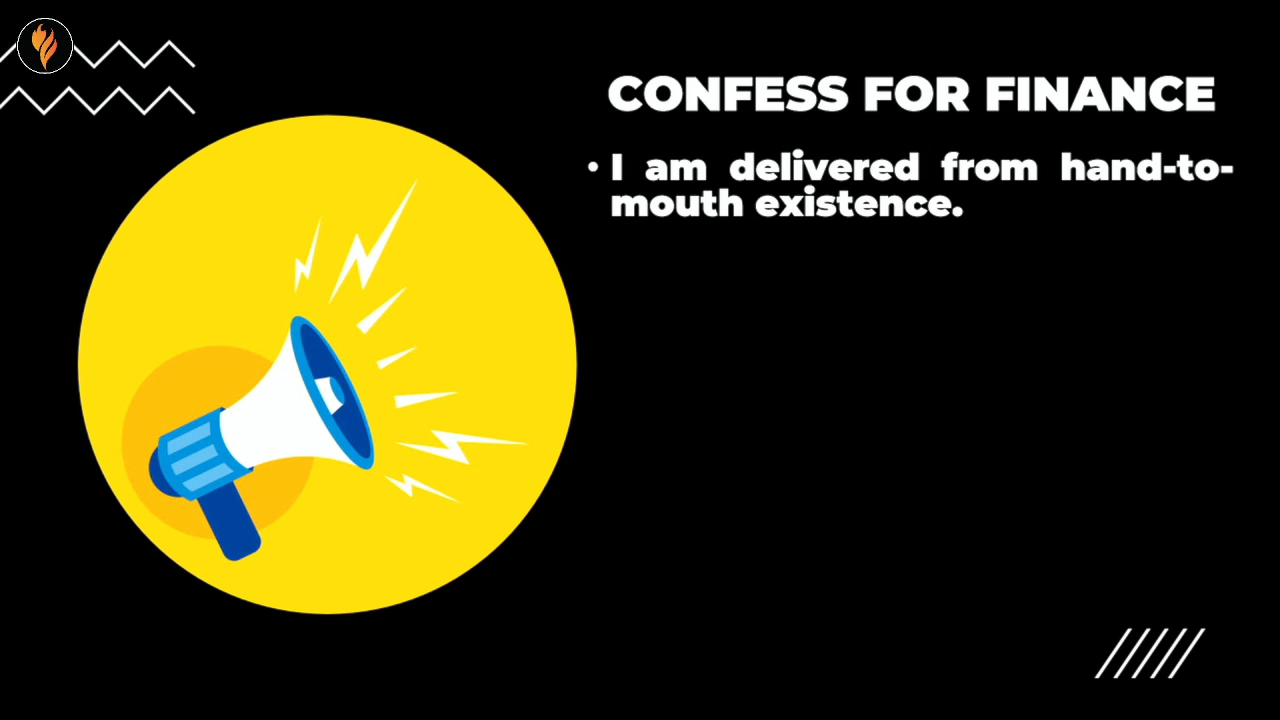 CONFESS FOR FINANCE
• I am delivered from hand-to-
mouth existence.